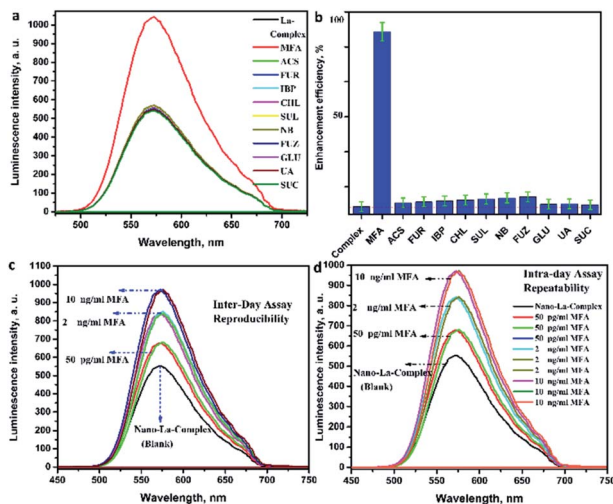 a
Luminescence intensity, a. u.
1000
900
800
700
600
500
400
300
200
100
0
500
550
600
650
700
Wavelength, nm
La-
Complex
MFA
ACS
FUR
IBP
CHL
SUL
NB
FUZ
GLU
UA
SUC
b
Enhancement efficiency, %
100
50
0
Complex
MFA
ACS
FUR
IBP
CHL
SUL
NB
FUZ
GLU
UA
SUC
c
Luminescence intensity, a. u.
1100
1000
900
800
700
600
500
400
300
200
100
0
450
500
550
600
650
700
750
Wavelength, nm
10 ng/ml MFA
2 ng/ml MFA
50 pg/ml MFA
Inter-Day Assay
Reproducibility
Nano-La-Complex
(Blank)
d
Luminescence intensity, a. u.
1000
900
800
700
600
500
400
300
200
100
0
450
500
550
600
650
700
750
Wavelength, nm
10 ng/ml MFA
2 ng/ml MFA
50 pg/ml MFA
Nano-La-Complex
(Blank)
Intra-day Assay
Repeatability
Nano-La-Complex
50 pg/ml MFA
50 pg/ml MFA
50 pg/ml MFA
2 ng/ml MFA
2 ng/ml MFA
2 ng/ml MFA
10 ng/ml MFA
10 ng/ml MFA
10 ng/ml MFA